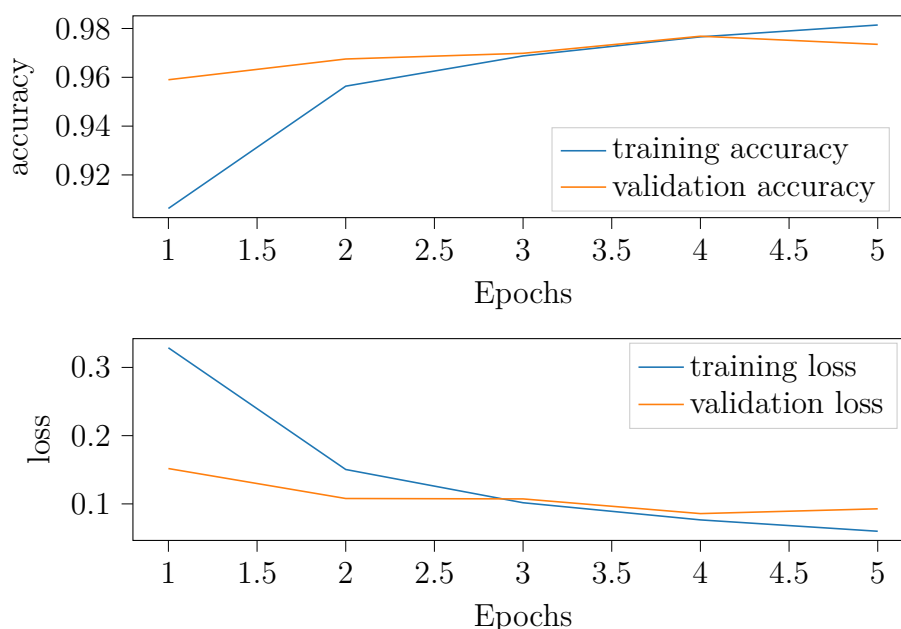 0.98
0.96
0.94
0.92
accuracy
training accuracy
validation accuracy
1 1.5 2 2.5 3 3.5 4 4.5 5
Epochs
0.3
0.2
0.1
loss
training loss
validation loss
1 1.5 2 2.5 3 3.5 4 4.5 5
Epochs